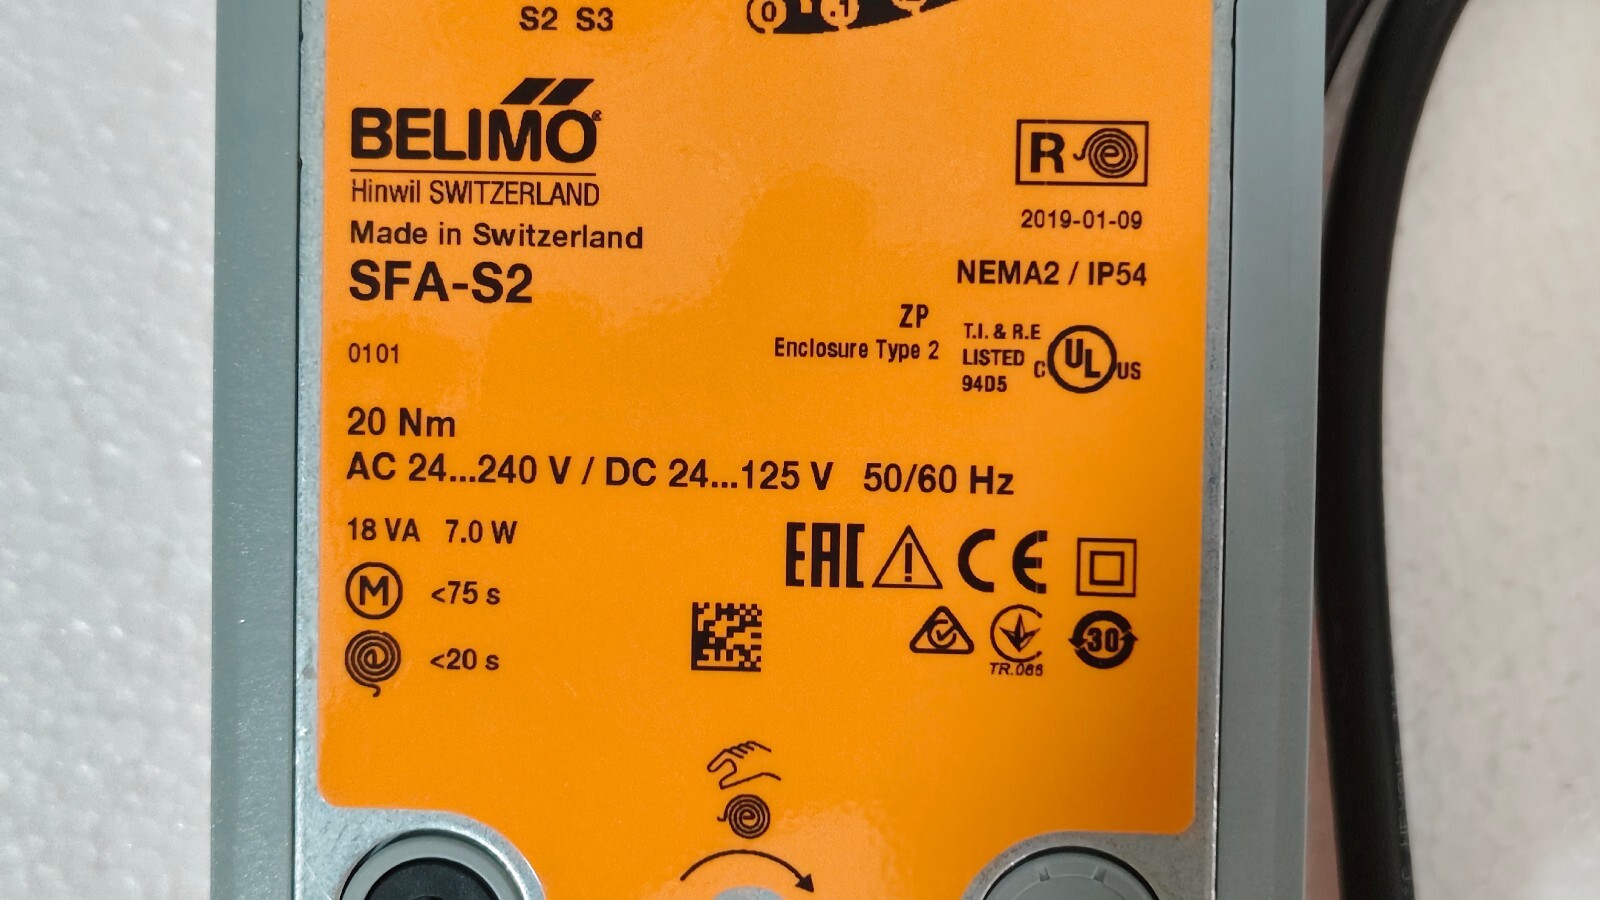 S2 S3
0 .1
BELIMO®
Hinwil SWITZERLAND
Made in Switzerland
SFA-S2
0101
R
2019-01-09
NEMA2 / IP54
ZP
Enclosure Type 2
T.I. & R.E
LISTED
94D5
C UL US
20 Nm
AC 24...240 V / DC 24...125 V 50/60 Hz
18 VA 7.0 W
M <75 s
<20 s
EAC CE
30
TR.066